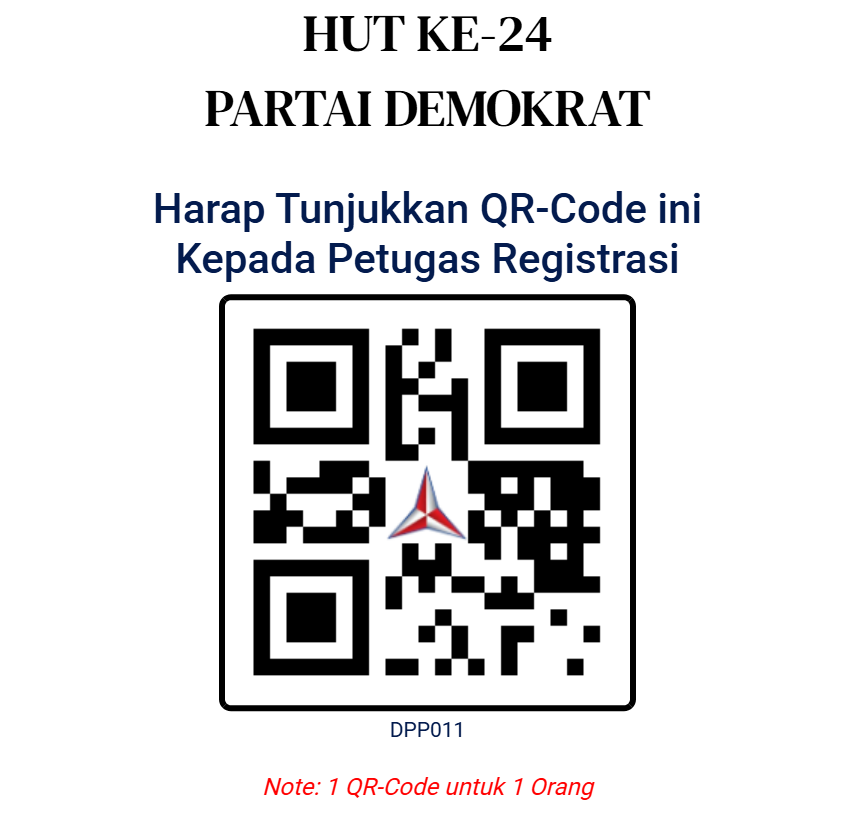 HUT KE-24
PARTAI DEMOKRAT
Harap Tunjukkan QR-Code ini
Kepada Petugas Registrasi
DPP011
Note: 1 QR-Code untuk 1 Orang